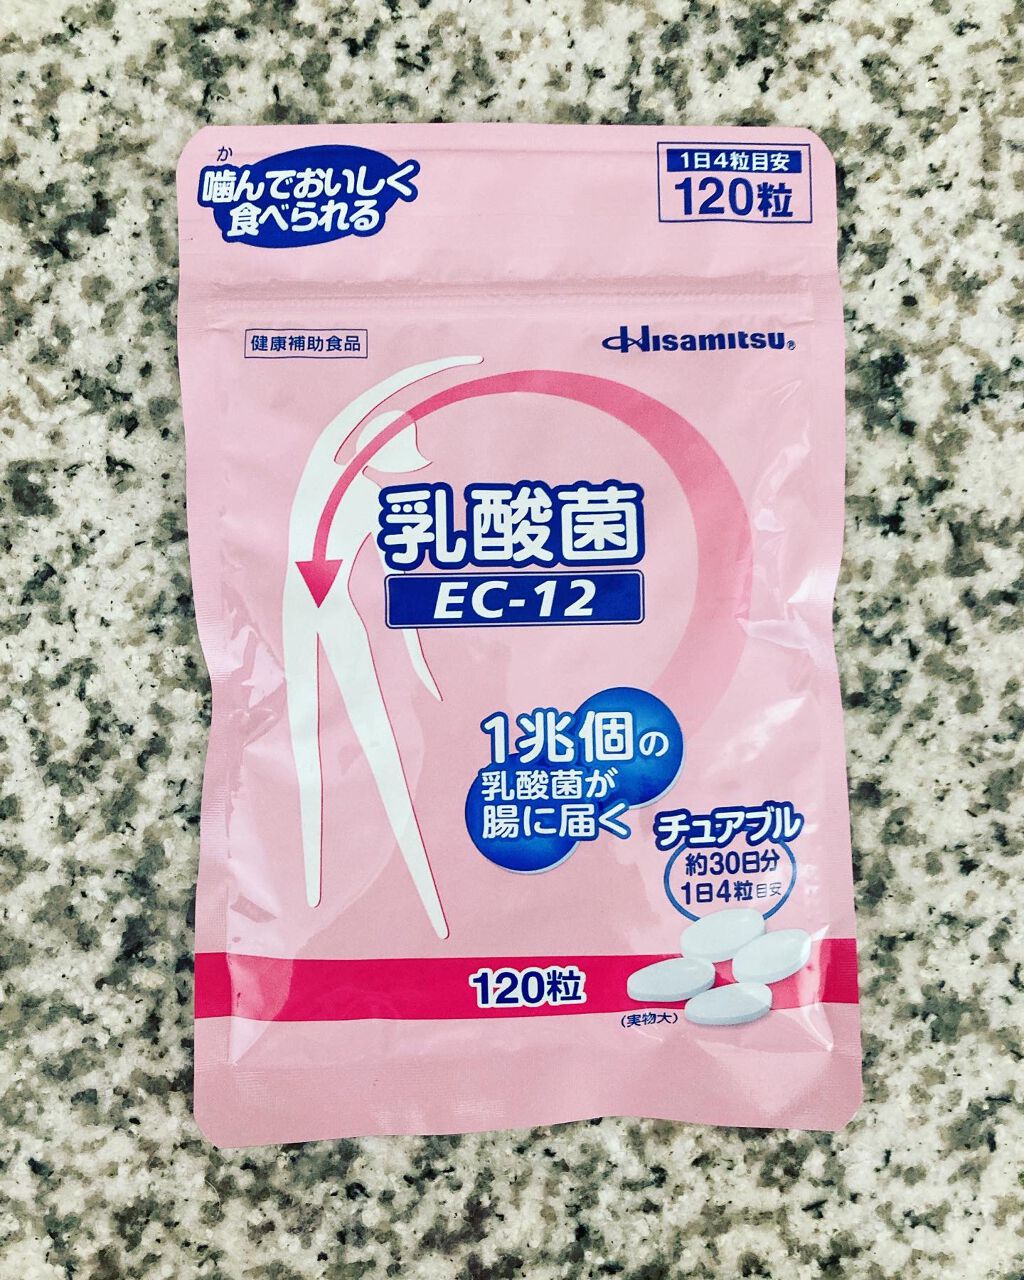 か
噛んでおいしく
食べられる
1日4粒目安
120粒
健康補助食品
Hisamitsu®
乳酸菌
EC-12
1兆個の
乳酸菌が
腸に届く
チュアブル
約30日分
1日4粒目安
120粒
(実物大)